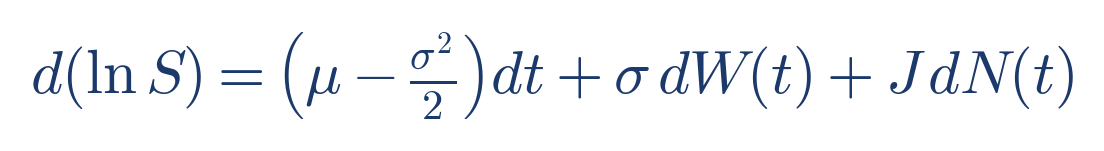 d(ln S) = (μ − σ²/2)dt + σ dW(t) + J dN(t)